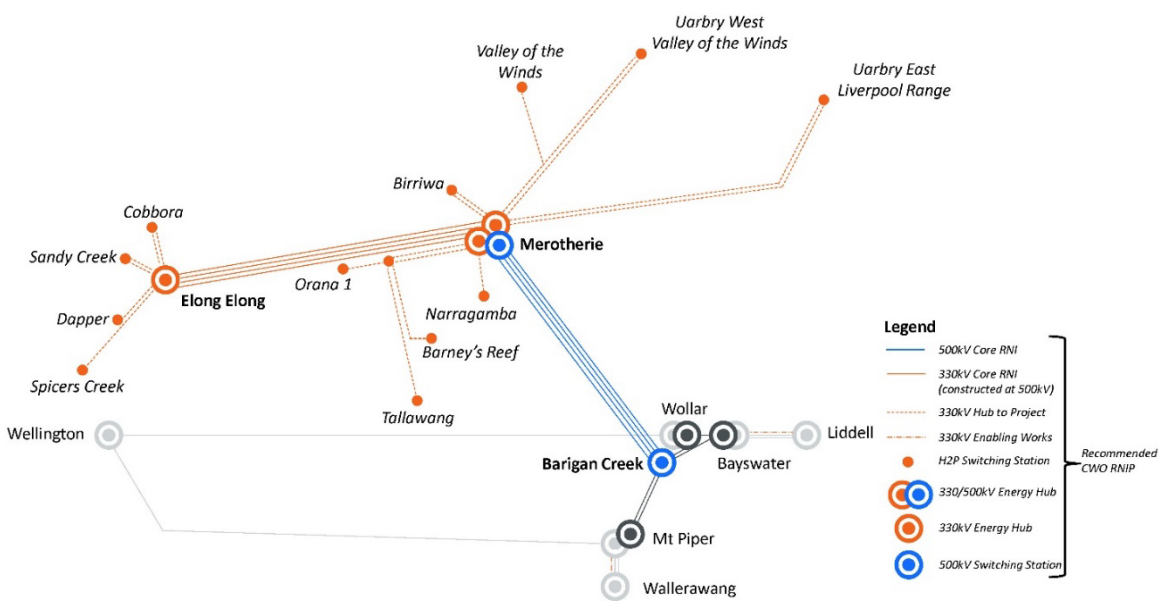 Uarbry West
Valley of the Winds
Valley of the
Winds
Uarbry East
Liverpool Range
Birriwa
Cobbora
Sandy Creek
Merotherie
Orana 1
Elong Elong
Narragamba
Dapper
Barney's Reef
Spicers Creek
Tallawang
Wellington
Wollar
Liddell
Barigan Creek
Bayswater
Mt Piper
Wallerawang
Legend
500kV Core RNI
330kV Core RNI
(constructed at 500kV)
330kV Hub to Project
330kV Enabling Works
H2P Switching Station
330/500kV Energy Hub
330kV Energy Hub
500kV Switching Station
Recommended
CWO RNIP